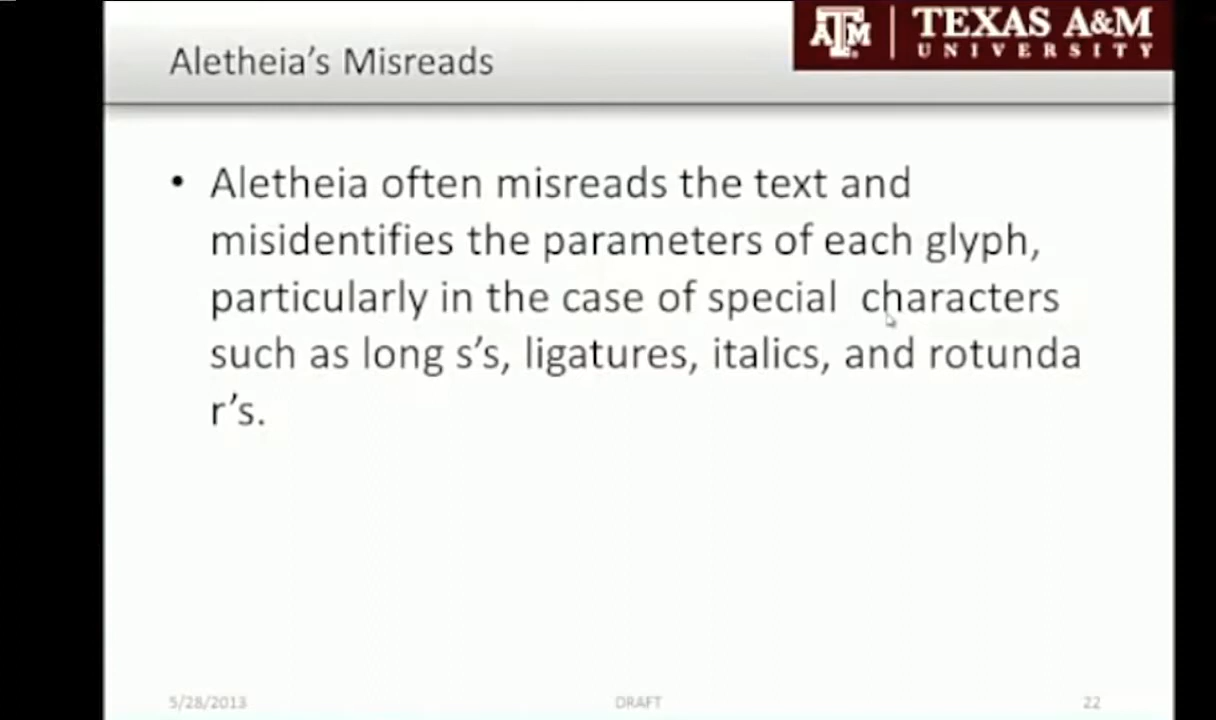 Aletheia's Misreads
ĀTM
TEXAS A&M
UNIVERSITY
• Aletheia often misreads the text and
misidentifies the parameters of each glyph,
particularly in the case of special characters
such as long s's, ligatures, italics, and rotunda
r's.
5/28/2013
DRAFT
22